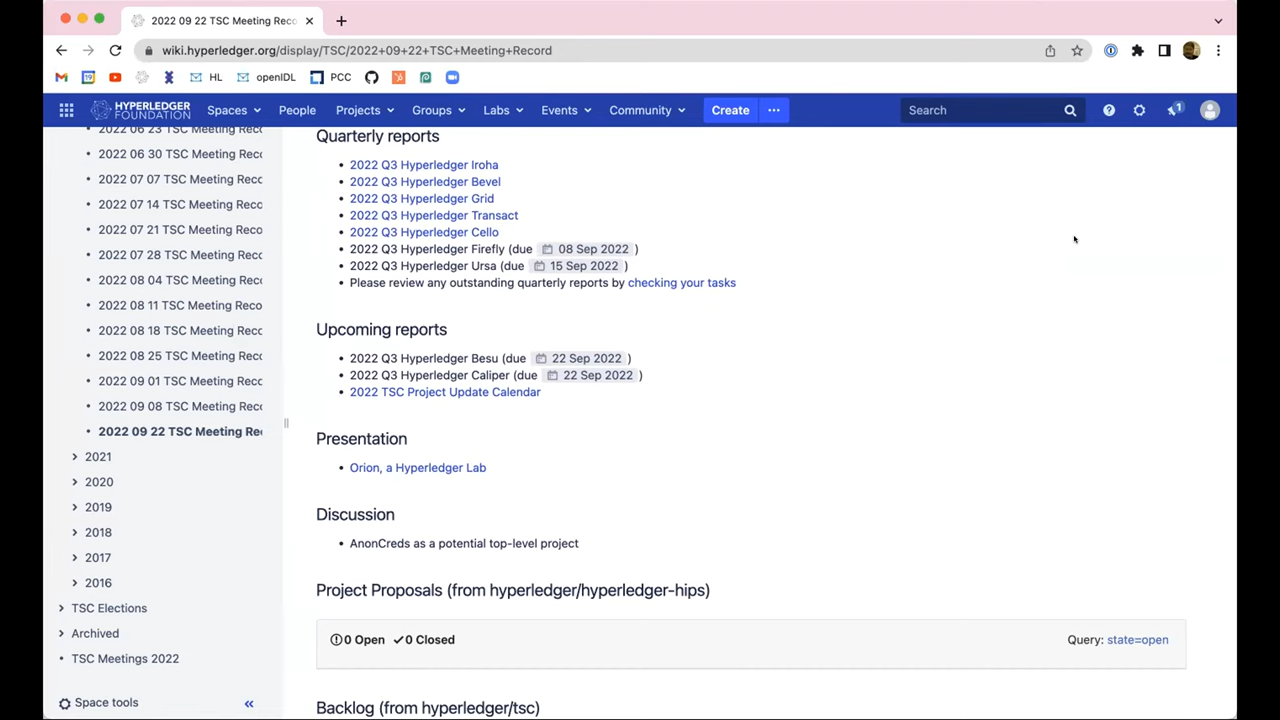 2022 09 22 TSC Meeting Reco
wiki.hyperledger.org/display/TSC/2022+09+22+TSC+Meeting+Record
HL
openIDL
PCC
HYPERLEDGER FOUNDATION
Spaces
People
Projects
Groups
Labs
Events
Community
Create
Search
1
2022 06 23 TSC Meeting Reco
2022 06 30 TSC Meeting Reco
2022 07 07 TSC Meeting Reco
2022 07 14 TSC Meeting Reco
2022 07 21 TSC Meeting Reco
2022 07 28 TSC Meeting Reco
2022 08 04 TSC Meeting Reco
2022 08 11 TSC Meeting Reco
2022 08 18 TSC Meeting Reco
2022 08 25 TSC Meeting Reco
2022 09 01 TSC Meeting Reco
2022 09 08 TSC Meeting Reco
2022 09 22 TSC Meeting Re
2021
2020
2019
2018
2017
2016
TSC Elections
Archived
TSC Meetings 2022
Space tools
Quarterly reports
2022 Q3 Hyperledger Iroha
2022 Q3 Hyperledger Bevel
2022 Q3 Hyperledger Grid
2022 Q3 Hyperledger Transact
2022 Q3 Hyperledger Cello
2022 Q3 Hyperledger Firefly (due 08 Sep 2022 )
2022 Q3 Hyperledger Ursa (due 15 Sep 2022 )
Please review any outstanding quarterly reports by checking your tasks
Upcoming reports
2022 Q3 Hyperledger Besu (due 22 Sep 2022 )
2022 Q3 Hyperledger Caliper (due 22 Sep 2022 )
2022 TSC Project Update Calendar
Presentation
Orion, a Hyperledger Lab
Discussion
AnonCreds as a potential top-level project
Project Proposals (from hyperledger/hyperledger-hips)
0 Open 0 Closed
Query: state=open
Backlog (from hyperledger/tsc)